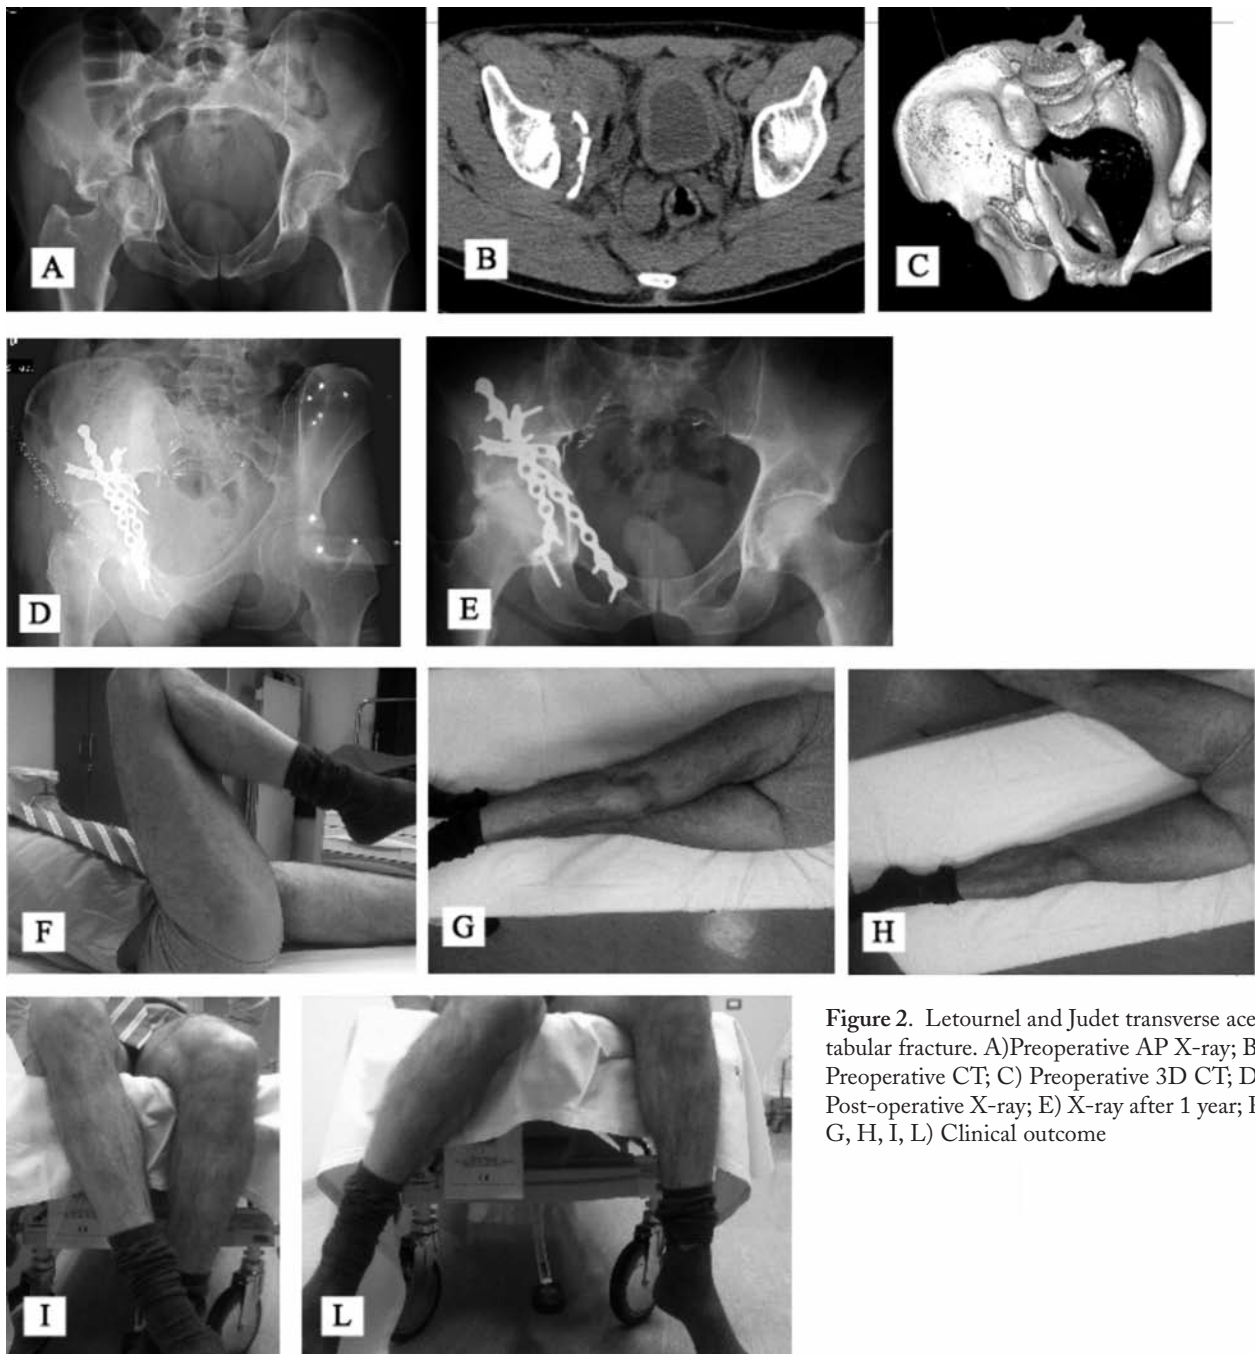 A
B
C
D
E
F
G
H
I
L
Figure 2. Letournel and Judet transverse ace
tabular fracture. A)Preoperative AP X-ray; B
Preoperative CT; C) Preoperative 3D CT; D
Post-operative X-ray; E) X-ray after 1 year; F
G, H, I, L) Clinical outcome